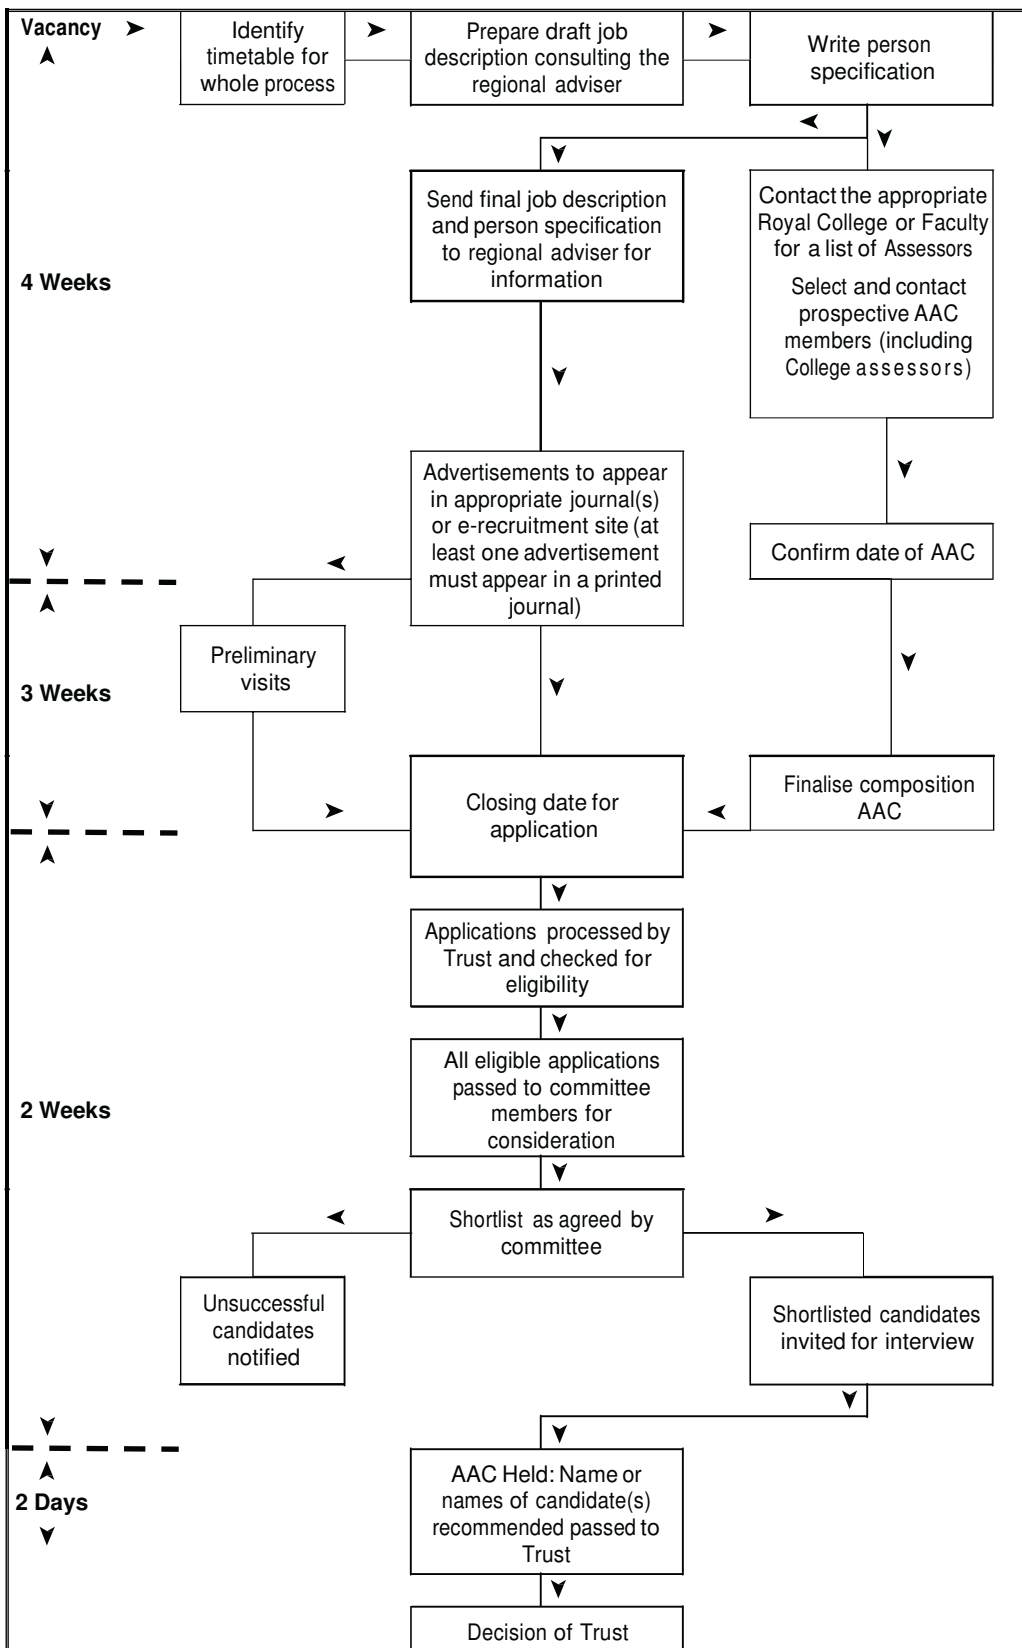 Vacancy
Identify
timetable for
whole process
Prepare draft job
description consulting the
regional adviser
Write person
specification
Send final job description
and person specification
to regional adviser for
information
Contact the appropriate
Royal College or Faculty
for a list of Assessors
Select and contact
prospective AAC
members (including
College assessors)
4 Weeks
Advertisements to appear
in appropriate journal(s)
or e-recruitment site (at
least one advertisement
must appear in a printed
journal)
Confirm date of AAC
Preliminary
visits
3 Weeks
Closing date for
application
Finalise composition
AAC
Applications processed by
Trust and checked for
eligibility
All eligible applications
passed to committee
members for
consideration
2 Weeks
Shortlist as agreed by
committee
Unsuccessful
candidates
notified
Shortlisted candidates
invited for interview
2 Days
AAC Held: Name or
names of candidate(s)
recommended passed to
Trust
Decision of Trust